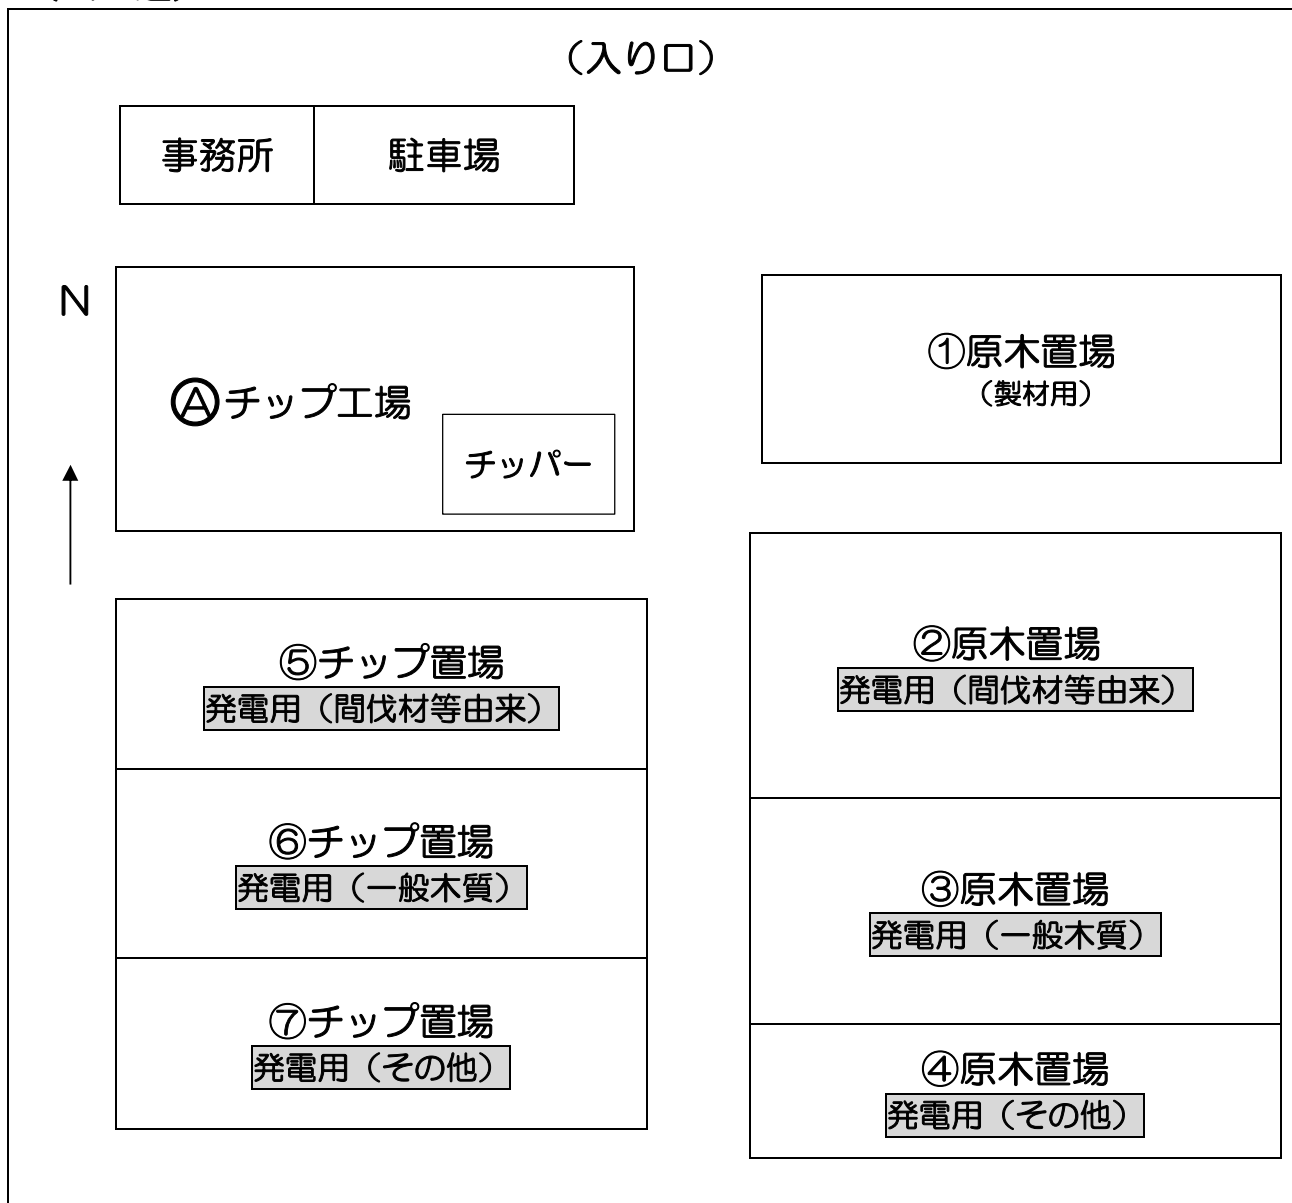 （入り口）
事務所
駐車場
N
Ⓐチップ工場
チッパー
①原木置場
（製材用）
⑤チップ置場
発電用（間伐材等由来）
⑥チップ置場
発電用（一般木質）
⑦チップ置場
発電用（その他）
②原木置場
発電用（間伐材等由来）
③原木置場
発電用（一般木質）
④原木置場
発電用（その他）